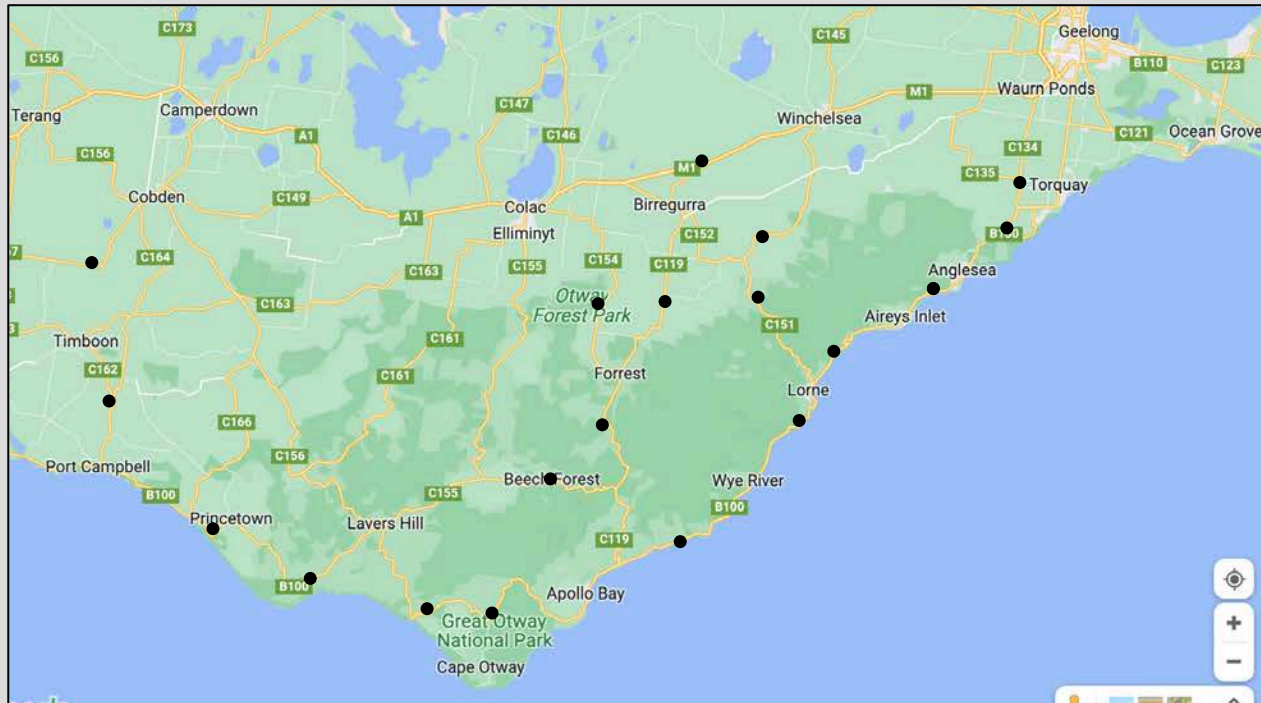 C173
C145
Geelong
C156
B110
C123
Camperdown
C147
M1
Waurn Ponds
Terang
Winchelsea
A1
C146
C121
Ocean Grove
C156
C134
M1
C135
Torquay
Cobden
C149
Colac
Birregurra
A1
Elliminyt
C152
B100
C164
C154
C119
C163
C155
Anglesea
Otway
Forest Park
C163
Aireys Inlet
C151
Timboon
C161
C162
C161
Forrest
Lorne
C166
C156
Port Campbell
Beech Forest
Wye River
B100
C155
B100
Princetown
Lavers Hill
C119
B100
Apollo Bay
Great Otway
National Park
Cape Otway